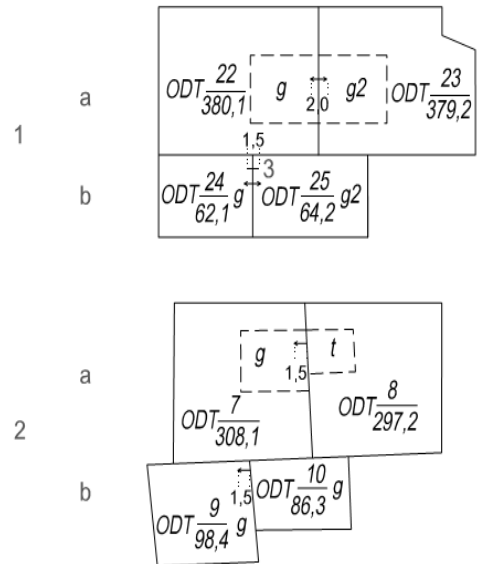 1
a
ODT 22/380,1 g 2,0 g2 ODT 23/379,2
1,5
3
b
ODT 24/62,1 g ODT 25/64,2 g2
2
a
g 1,5 t
ODT 7/308,1 ODT 8/297,2
b
1,5
ODT 9/98,4 g ODT 10/86,3 g